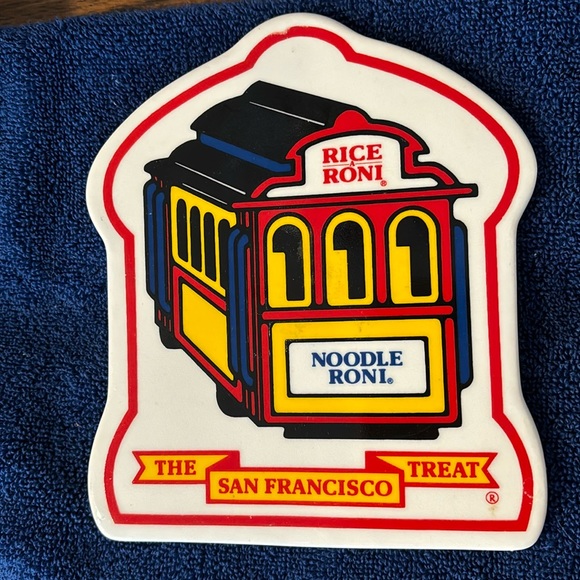 RICE
A
RONI®
NOODLE
RONI®
THE
SAN FRANCISCO
TREAT
®